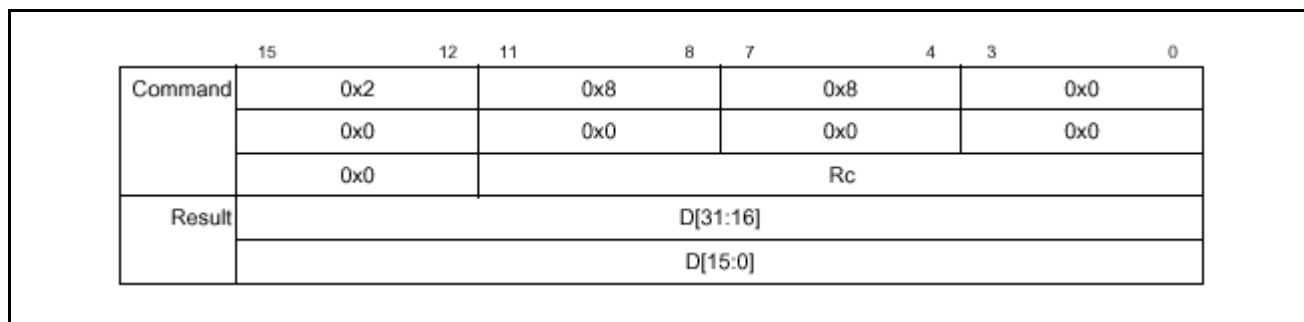 15 12 11 8 7 4 3 0
Command 0x2 0x8 0x8 0x0
0x0 0x0 0x0 0x0
0x0 Rc
Result D[31:16]
D[15:0]